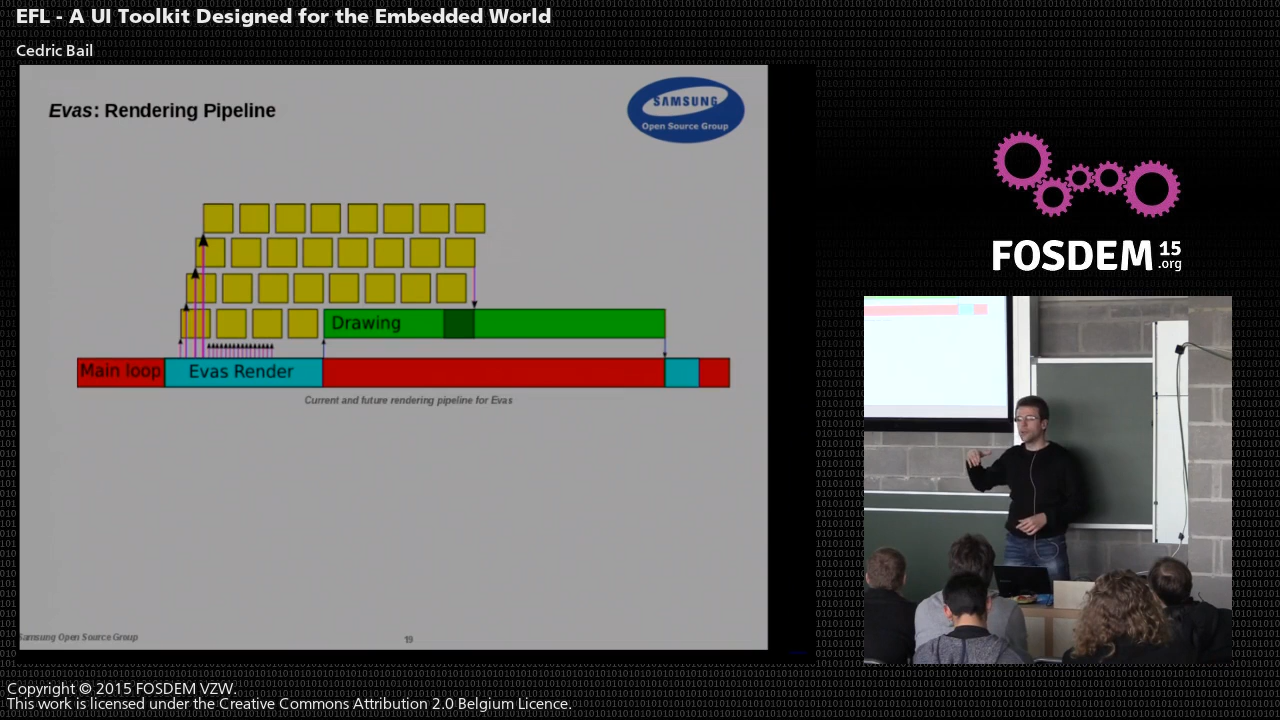 EFL - A UI Toolkit Designed for the Embedded World
Cedric Bail
Evas: Rendering Pipeline
SAMSUNG
Open Source Group
Drawing
Main loop
Evas Render
Current and future rendering pipeline for Evas
Samsung Open Source Group
19
FOSDEM 15
.org
Copyright © 2015 FOSDEM VZW.
This work is licensed under the Creative Commons Attribution 2.0 Belgium Licence.